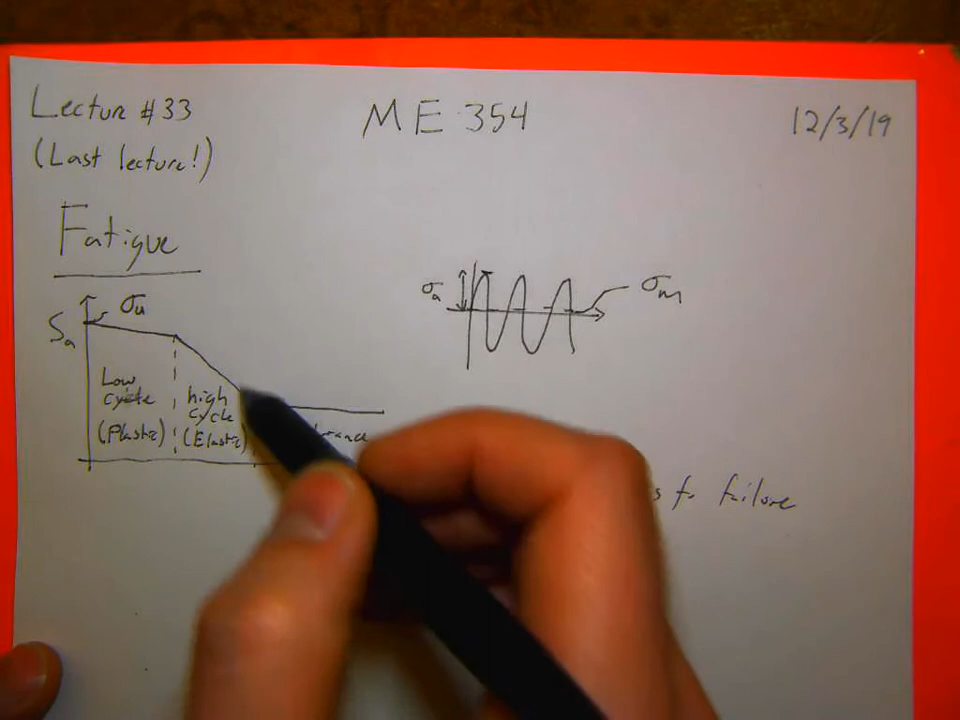 Lecture #33
ME 354
12/3/19
(Last lecture!)
Fatigue
σu
Sa
σa
σm
Low
cycle
(Plastic)
high
cycle
(Elastic)
to failure